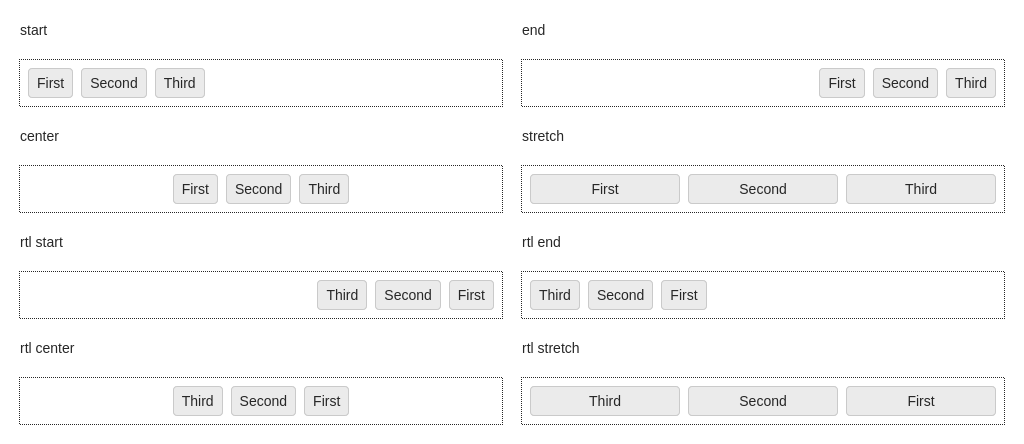 start
end
First Second Third
First Second Third
center
stretch
First Second Third
First Second Third
rtl start
rtl end
Third Second First
Third Second First
rtl center
rtl stretch
Third Second First
Third Second First